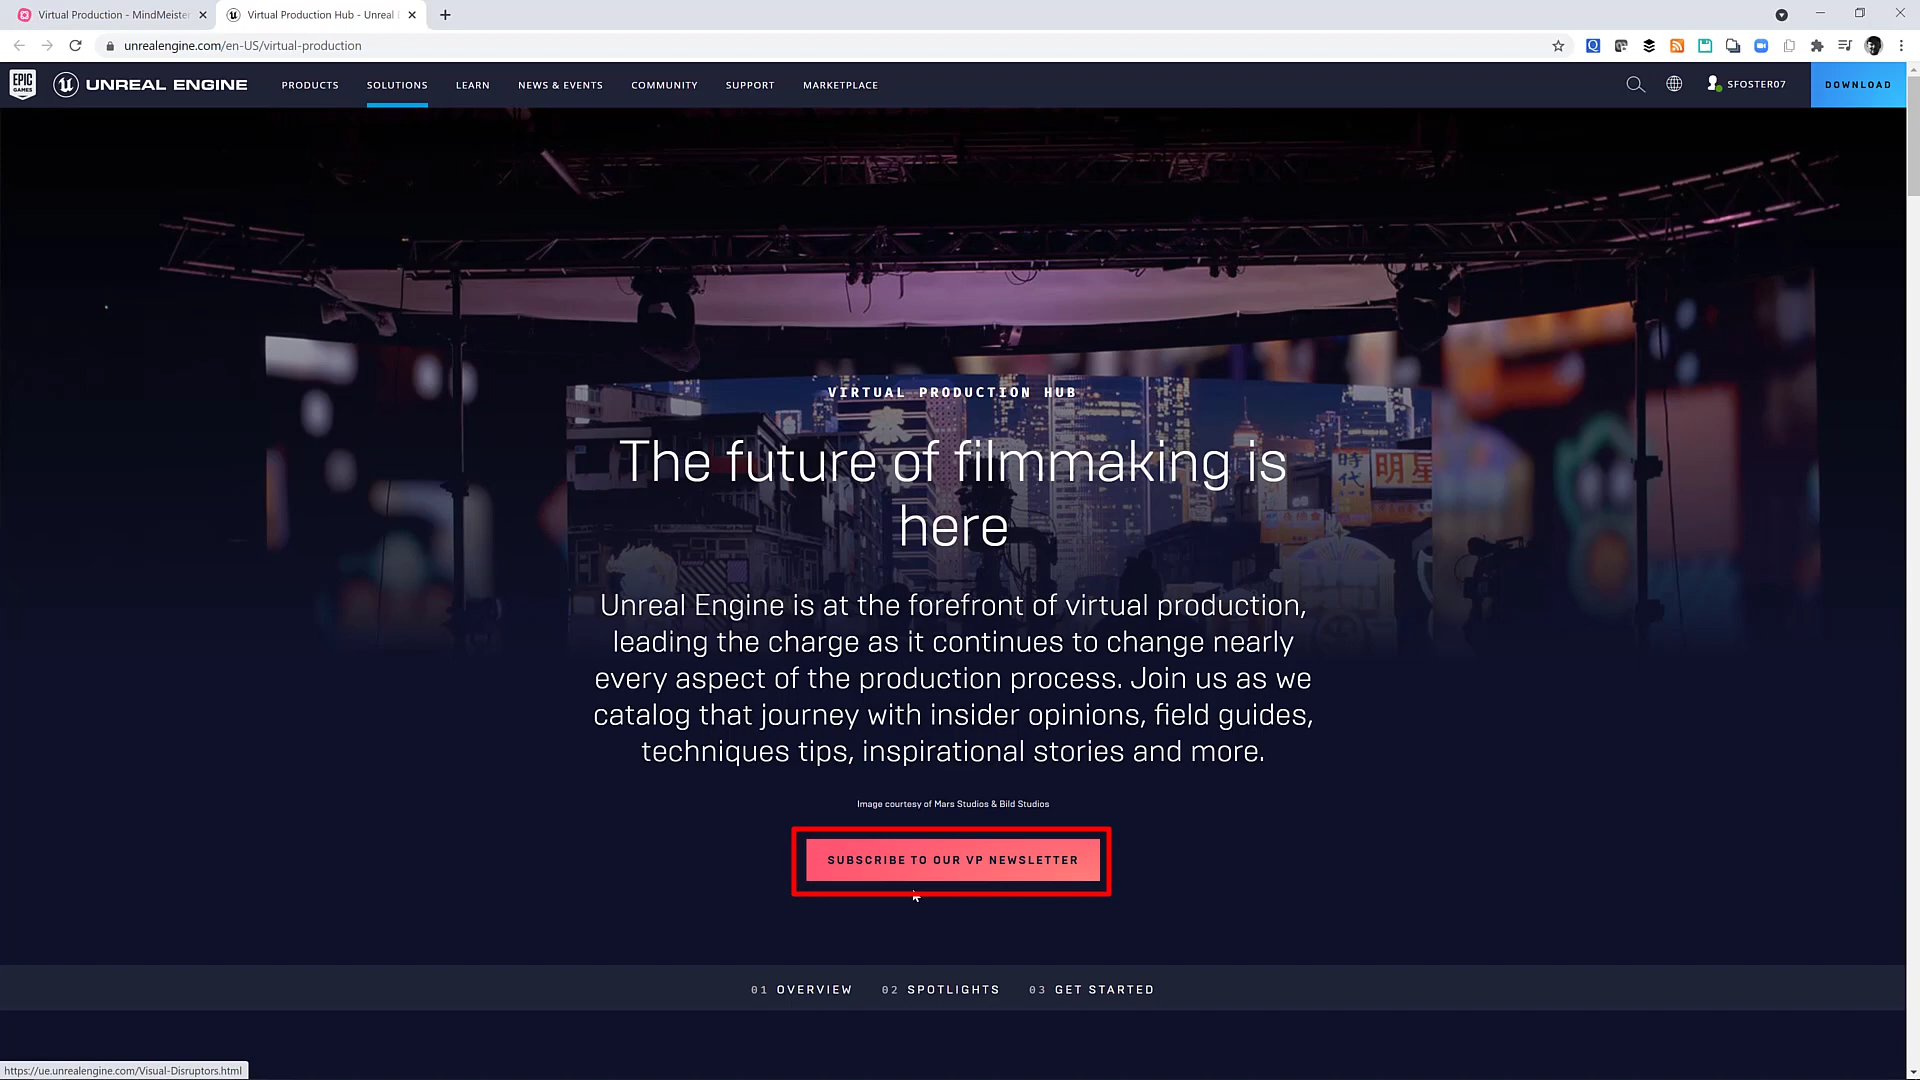 Virtual Production - MindMeister
Virtual Production Hub - Unreal E
unrealengine.com/en-US/virtual-production
EPIC
GAMES
UNREAL ENGINE
PRODUCTS
SOLUTIONS
LEARN
NEWS & EVENTS
COMMUNITY
SUPPORT
MARKETPLACE
SFOSTER07
DOWNLOAD
VIRTUAL PRODUCTION HUB
The future of filmmaking is
here
時代
明星
Unreal Engine is at the forefront of virtual production,
leading the charge as it continues to change nearly
every aspect of the production process. Join us as we
catalog that journey with insider opinions, field guides,
techniques tips, inspirational stories and more.
Image courtesy of Mars Studios & Bild Studios
SUBSCRIBE TO OUR VP NEWSLETTER
01 OVERVIEW
02 SPOTLIGHTS
03 GET STARTED
https://ue.unrealengine.com/Visual-Disruptors.html